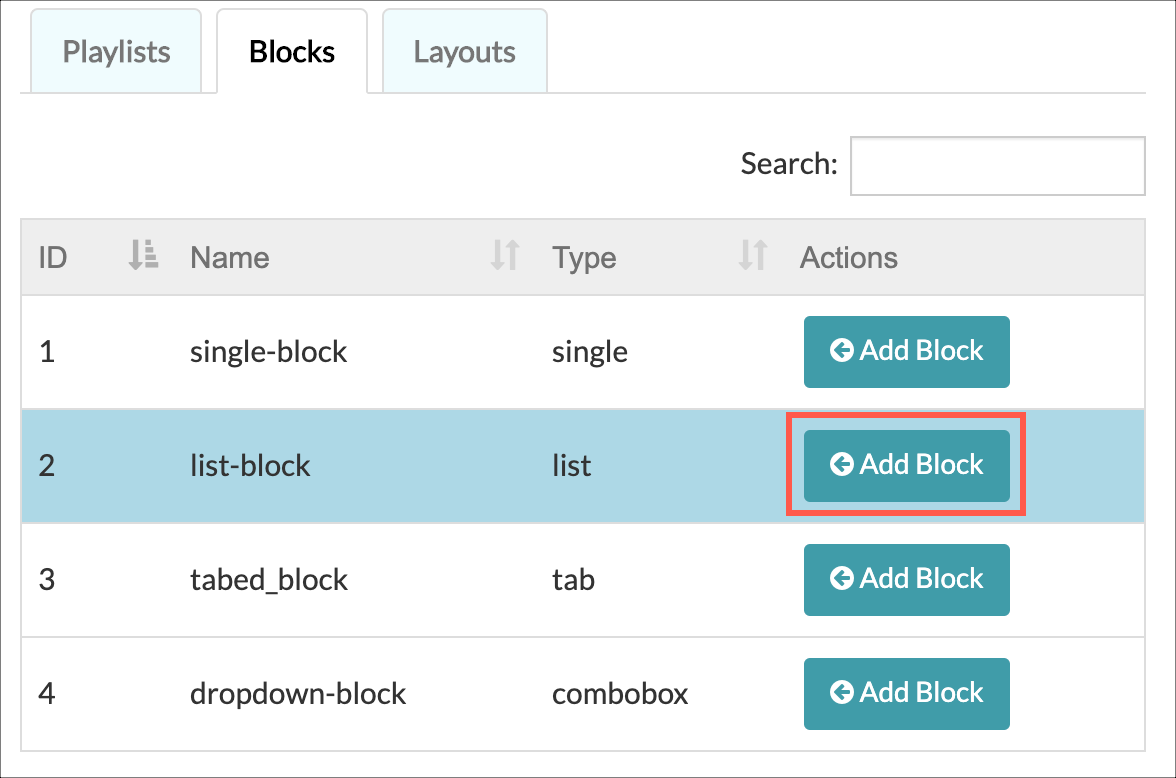 Playlists Blocks Layouts
Search:
ID Name Type Actions
1 single-block single Add Block
2 list-block list Add Block
3 tabed_block tab Add Block
4 dropdown-block combobox Add Block